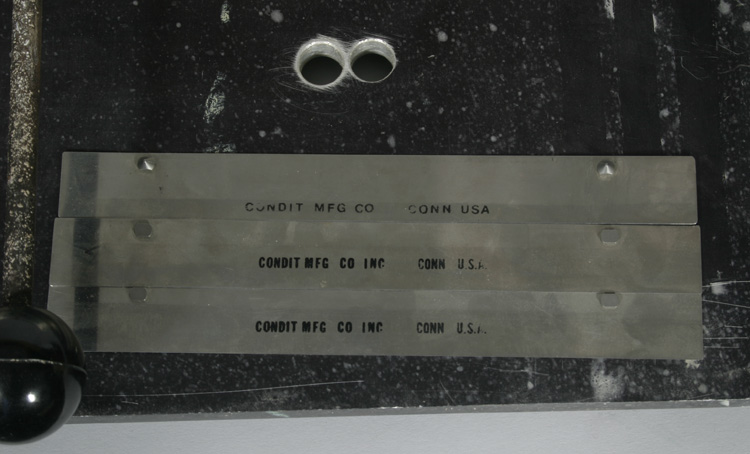 CONDIT MFG CO CONN USA
CONDIT MFG CO INC CONN U.S.A.
CONDIT MFG CO INC CONN U.S.A.